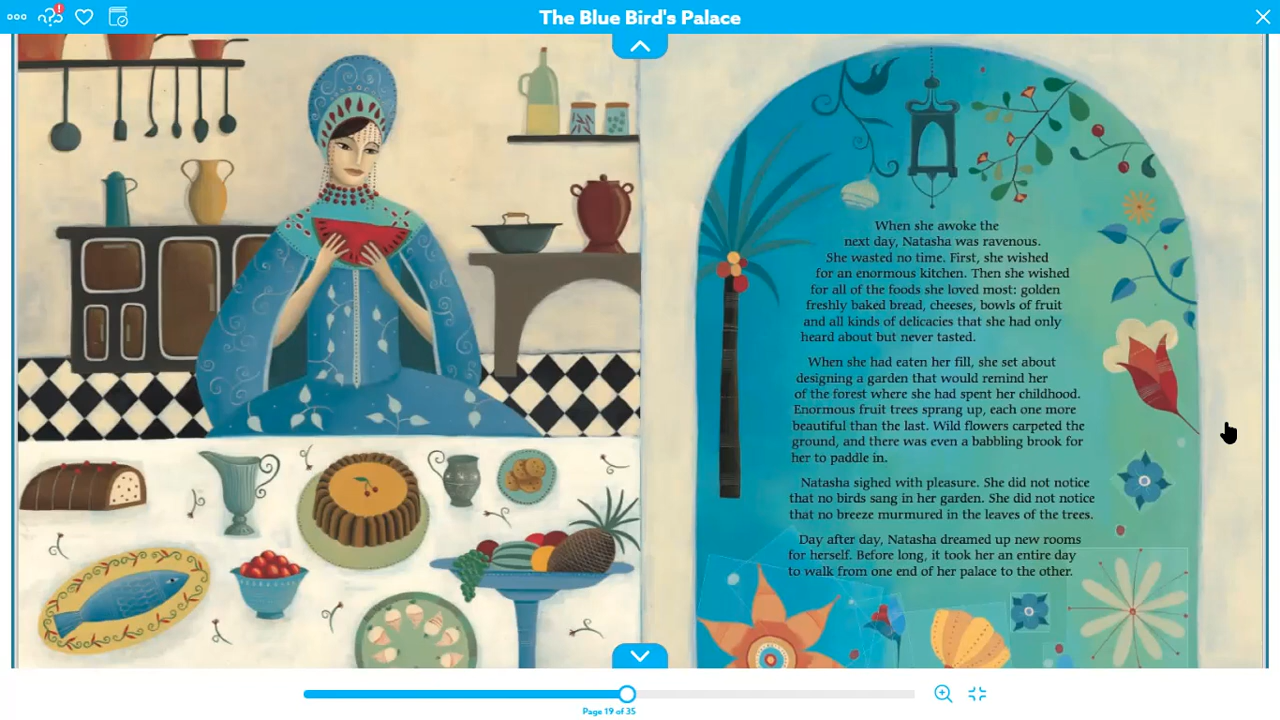 The Blue Bird's Palace
When she awoke the
next day, Natasha was ravenous.
She wasted no time. First, she wished
for an enormous kitchen. Then she wished
for all of the foods she loved most: golden
freshly baked bread, cheeses, bowls of fruit
and all kinds of delicacies that she had only
heard about but never tasted.
When she had eaten her fill, she set about
designing a garden that would remind her
of the forest where she had spent her childhood.
Enormous fruit trees sprang up, each one more
beautiful than the last. Wild flowers carpeted the
ground, and there was even a babbling brook for
her to paddle in.
Natasha sighed with pleasure. She did not notice
that no birds sang in her garden. She did not notice
that no breeze murmured in the leaves of the trees.
Day after day, Natasha dreamed up new rooms
for herself. Before long, it took her an entire day
to walk from one end of her palace to the other.
Page 19 of 35